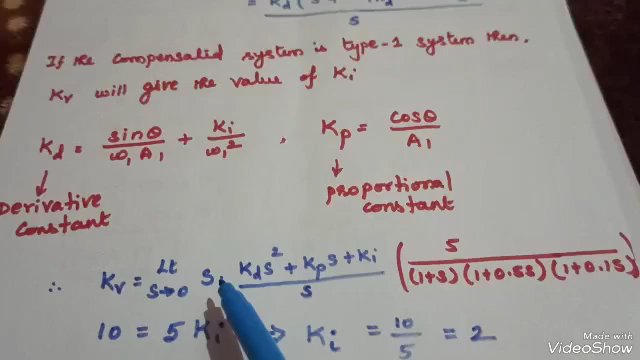 = Kd (
s
If the Compensalid system is type-1 system then.
Kv will give the value of Ki
Kd = sinθ/ω₁A₁ + Ki/ω₁² , Kp = cosθ/A₁
↓ ↓
Derivative Constant
proportional constant
∴ Kv = Lt s→0 s. Kds² + Kps + Ki / s ( 5 / (1+s)(1+0.5s)(1+0.1s)
10 = 5 Ki ⇒ Ki = 10/5 = 2
Made with
VideoShow